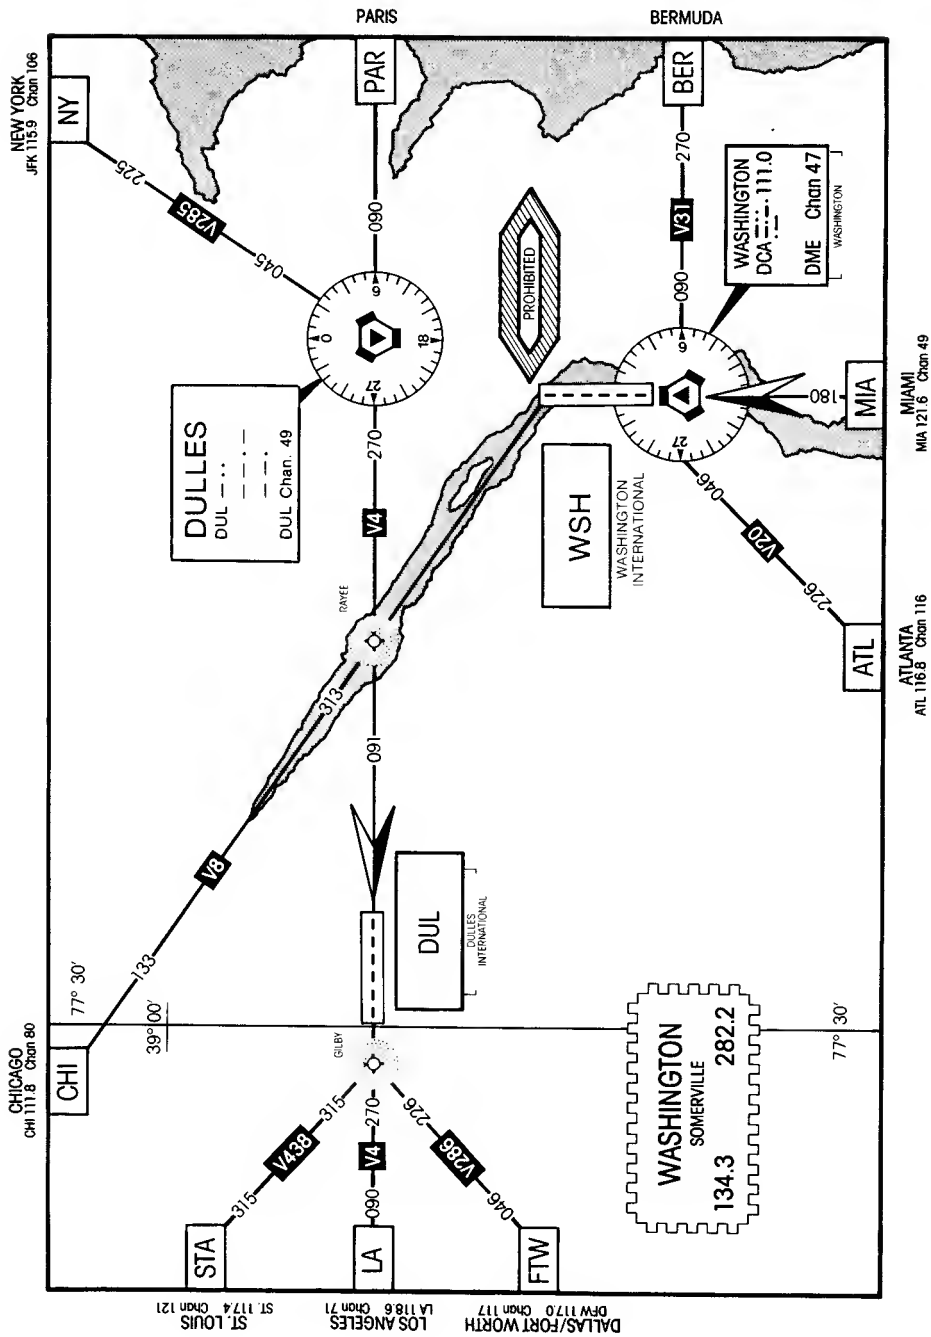 PARIS
BERMUDA
NEW YORK
JFK 115.9 Chan 106
NY
PAR
BER
225
V285
045
090
270
V31
090
WASHINGTON
DCA 111.0
DME Chan 47
WASHINGTON
PROHIBITED
0
9
18
27
DULLES
DUL
DUL Chan. 49
270
V4
RAYEE
9
27
180
MIA
MIAMI
MIA 121.6 Chan 49
WSH
WASHINGTON
INTERNATIONAL
046
V20
226
ATL
ATLANTA
ATL 116.8 Chan 116
313
091
V8
133
DUL
DULLES
INTERNATIONAL
CHICAGO
CHI 111.8 Chan 80
CHI
77° 30'
39° 00'
GILBY
77° 30'
315
V438
315
STA
ST. LOUIS
ST. 117.4 Chan 121
270
V4
090
LA
LOS ANGELES
LA 118.6 Chan 71
226
V286
046
FTW
DALLAS/FORT WORTH
DFW 117.0 Chan 117
WASHINGTON
SOMERVILLE
134.3 282.2